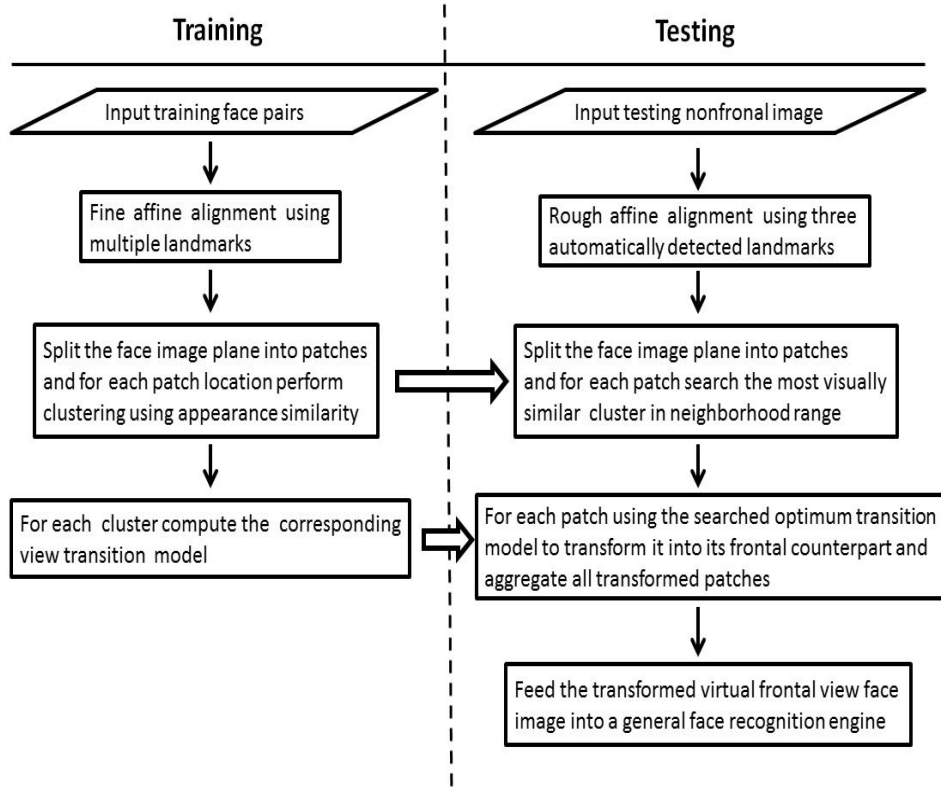 Training
Input training face pairs
Fine affine alignment using
multiple landmarks
Split the face image plane into patches
and for each patch location perform
clustering using appearance similarity
For each cluster compute the corresponding
view transition model
Testing
Input testing nonfronal image
Rough affine alignment using three
automatically detected landmarks
Split the face image plane into patches
and for each patch search the most visually
similar cluster in neighborhood range
For each patch using the searched optimum transition
model to transform it into its frontal counterpart and
aggregate all transformed patches
Feed the transformed virtual frontal view face
image into a general face recognition engine